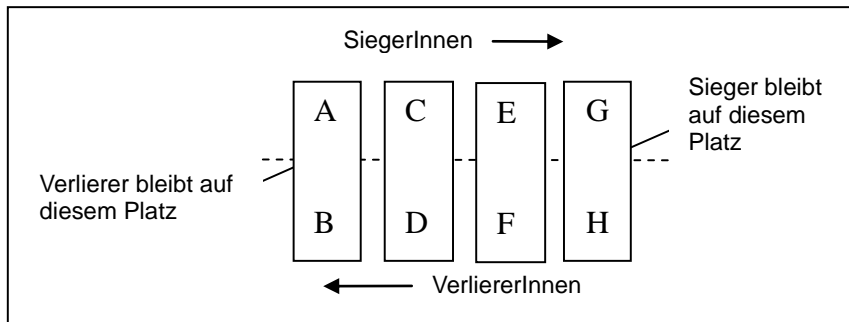 SiegerInnen
A C E G
Sieger bleibt
auf diesem
Platz
Verlierer bleibt auf
diesem Platz
B D F H
VerliererInnen